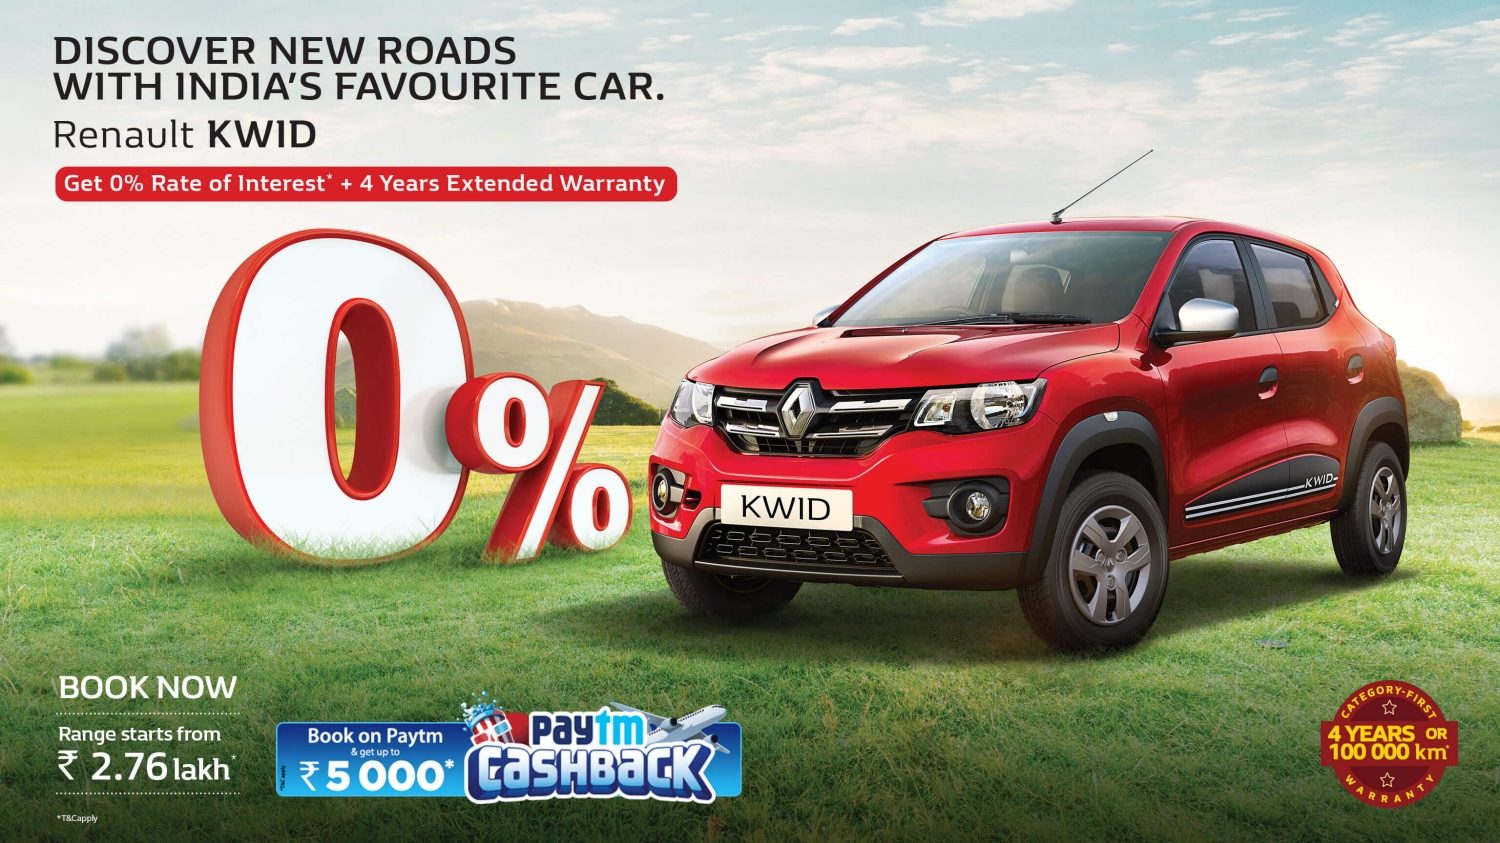 DISCOVER NEW ROADS
WITH INDIA'S FAVOURITE CAR.
Renault KWID
Get 0% Rate of Interest* + 4 Years Extended Warranty
0%
KWID
KWID
BOOK NOW
Range starts from
₹ 2.76 lakh*
*T&Capply
Book on Paytm
& get up to
₹ 5 000*
*T&C apply
paytm
CASHBACK
CATEGORY-FIRST
4 YEARS OR
100 000 km*
WARRANTY